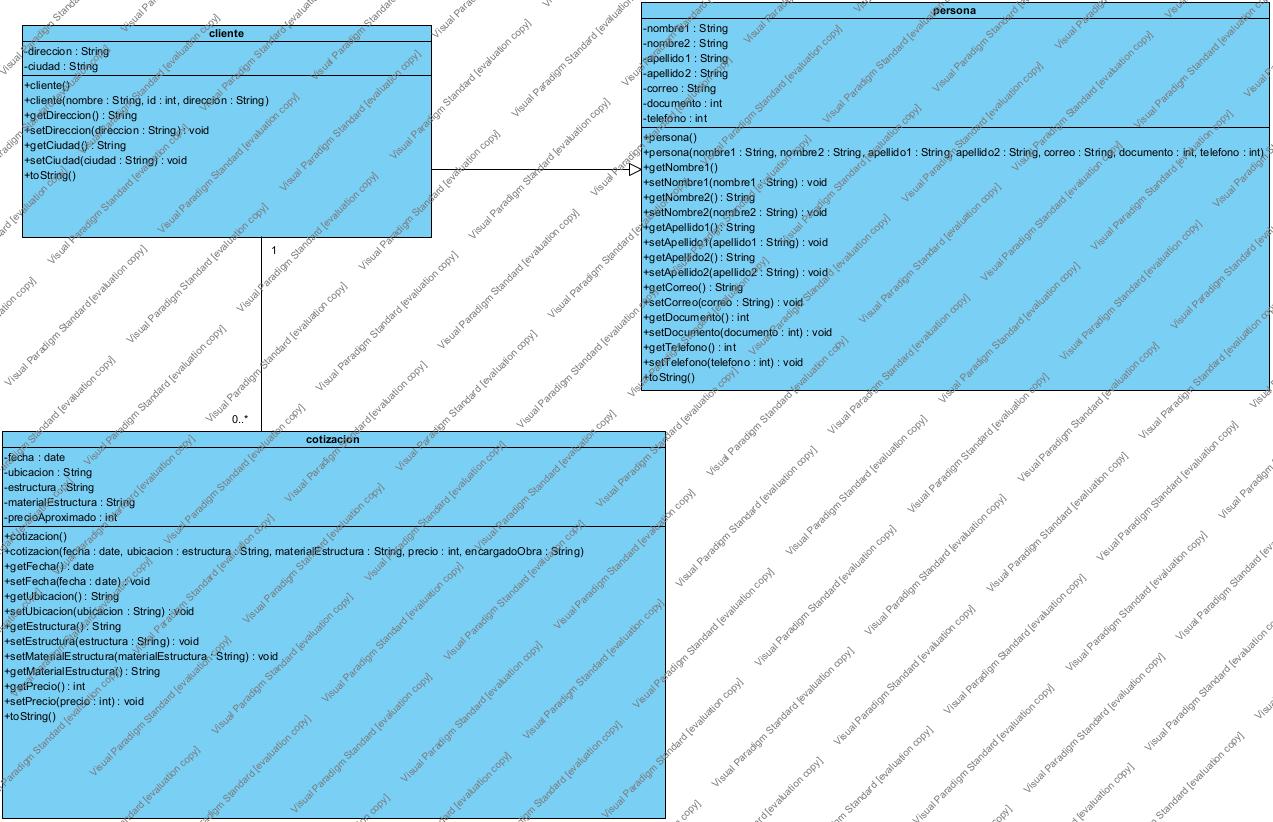 cliente
-direccion : String
-ciudad : String
+cliente()
+cliente(nombre : String, id : int, direccion : String)
+getDireccion() : String
+setDireccion(direccion : String) : void
+getCiudad() : String
+setCiudad(ciudad : String) : void
+toString()
persona
-nombre1 : String
-nombre2 : String
-apellido1 : String
-apellido2 : String
-correo : String
-documento : int
-telefono : int
+persona()
+persona(nombre1 : String, nombre2 : String, apellido1 : String, apellido2 : String, correo : String, documento : int, telefono : int)
+getNombre1()
+setNombre1(nombre1 : String) : void
+getNombre2() : String
+setNombre2(nombre2 : String) : void
+getApellido1() : String
+setApellido1(apellido1 : String) : void
+getApellido2() : String
+setApellido2(apellido2 : String) : void
+getCorreo() : String
+setCorreo(correo : String) : void
+getDocumento() : int
+setDocumento(documento : int) : void
+getTelefono() : int
+setTelefono(telefono : int) : void
+toString()
1
0..*
cotizacion
-fecha : date
-ubicacion : String
-estructura : String
-materialEstructura : String
-precioAproximado : int
+cotizacion()
+cotizacion(fecha : date, ubicacion : estructura : String, materialEstructura : String, precio : int, encargadoObra : String)
+getFecha() : date
+setFecha(fecha : date) : void
+getUbicacion() : String
+setUbicacion(ubicacion : String) : void
+getEstructura() : String
+setEstructura(estructura : String) : void
+setMaterialEstructura(materialEstructura : String) : void
+getMaterialEstructura() : String
+getPrecio() : int
+setPrecio(precio : int) : void
+toString()
Visual Paradigm Standard [evaluation copy]